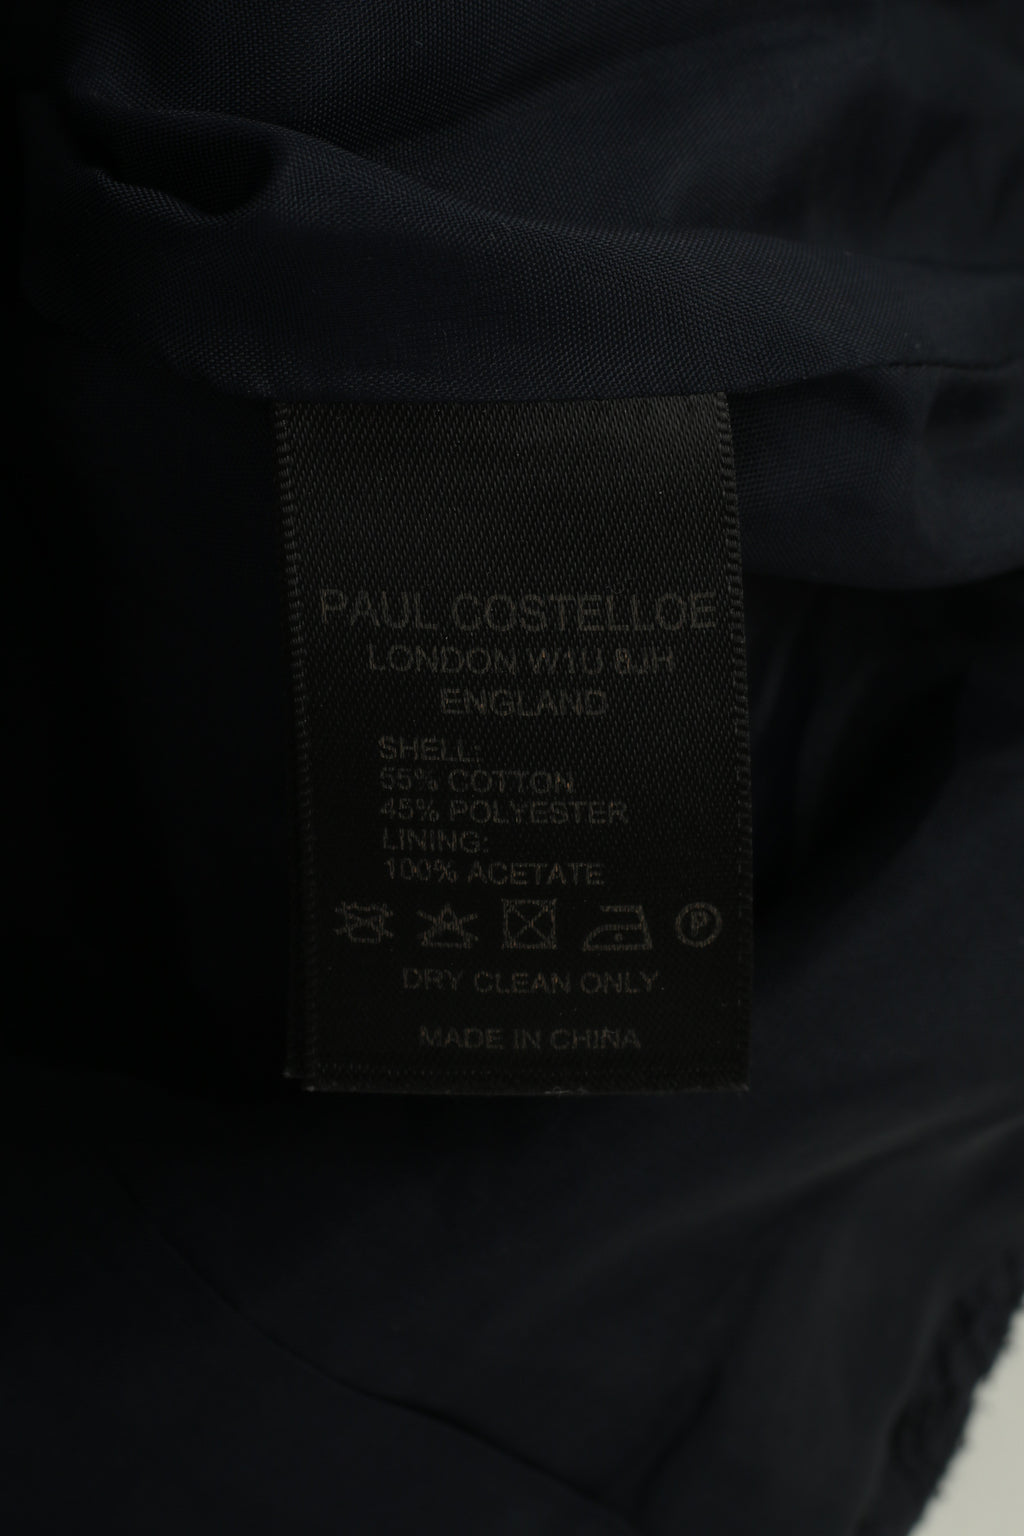 PAUL COSTELLOE
LONDON W1U 8JH
ENGLAND
SHELL:
55% COTTON
45% POLYESTER
LINING:
100% ACETATE
P
DRY CLEAN ONLY
MADE IN CHINA